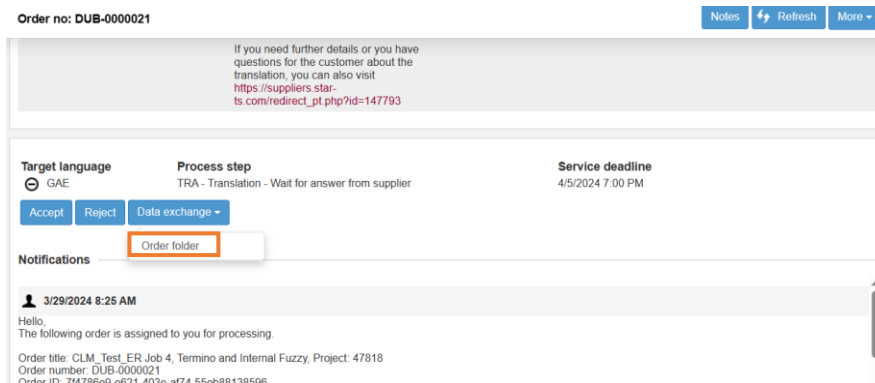 Order no: DUB-0000021
Notes Refresh More
If you need further details or you have
questions for the customer about the
translation, you can also visit
https://suppliers.star-
ts.com/redirect_pt.php?id=147793
Target language Process step Service deadline
GAE TRA - Translation - Wait for answer from supplier 4/5/2024 7:00 PM
Accept Reject Data exchange
Order folder
Notifications
3/29/2024 8:25 AM
Hello,
The following order is assigned to you for processing.
Order title: CLM_Test_ER Job 4, Termino and Internal Fuzzy, Project: 47818
Order number: DUB-0000021
Order ID: